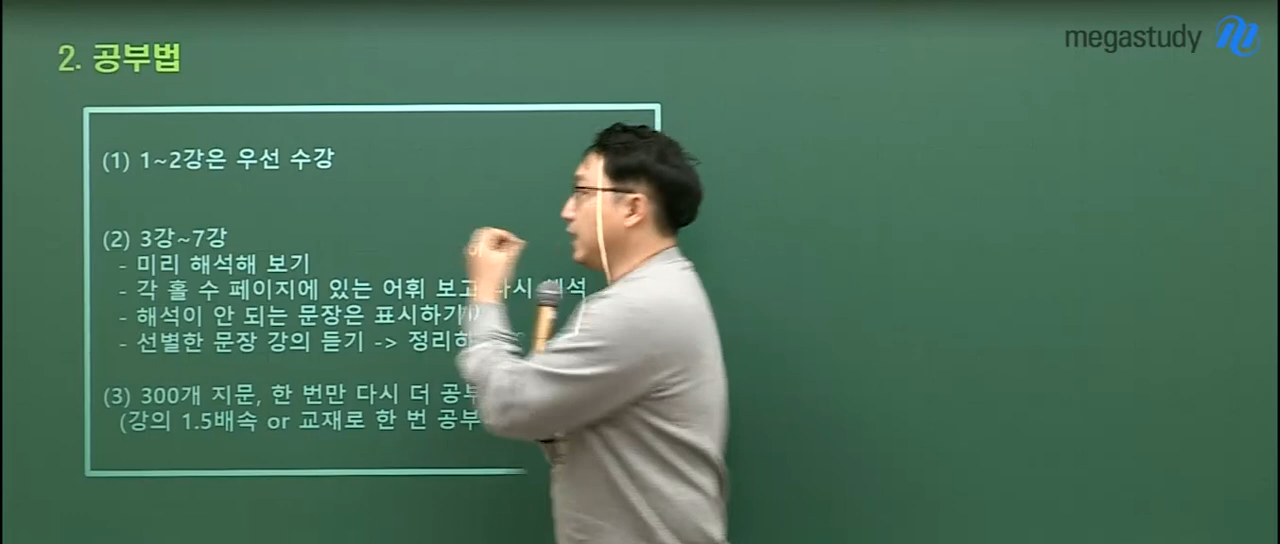 megastudy
2. 공부법
(1) 1~2강은 우선 수강
(2) 3강~7강
- 미리 해석해 보기
- 각 홀 수 페이지에 있는 어휘 보고 해석
- 해석이 안 되는 문장은 표시하기
- 선별한 문장 강의 듣기 ->
(3) 300개 지문, 한 번만 다시 더
(강의 1.5배속 or 교재로 한 번